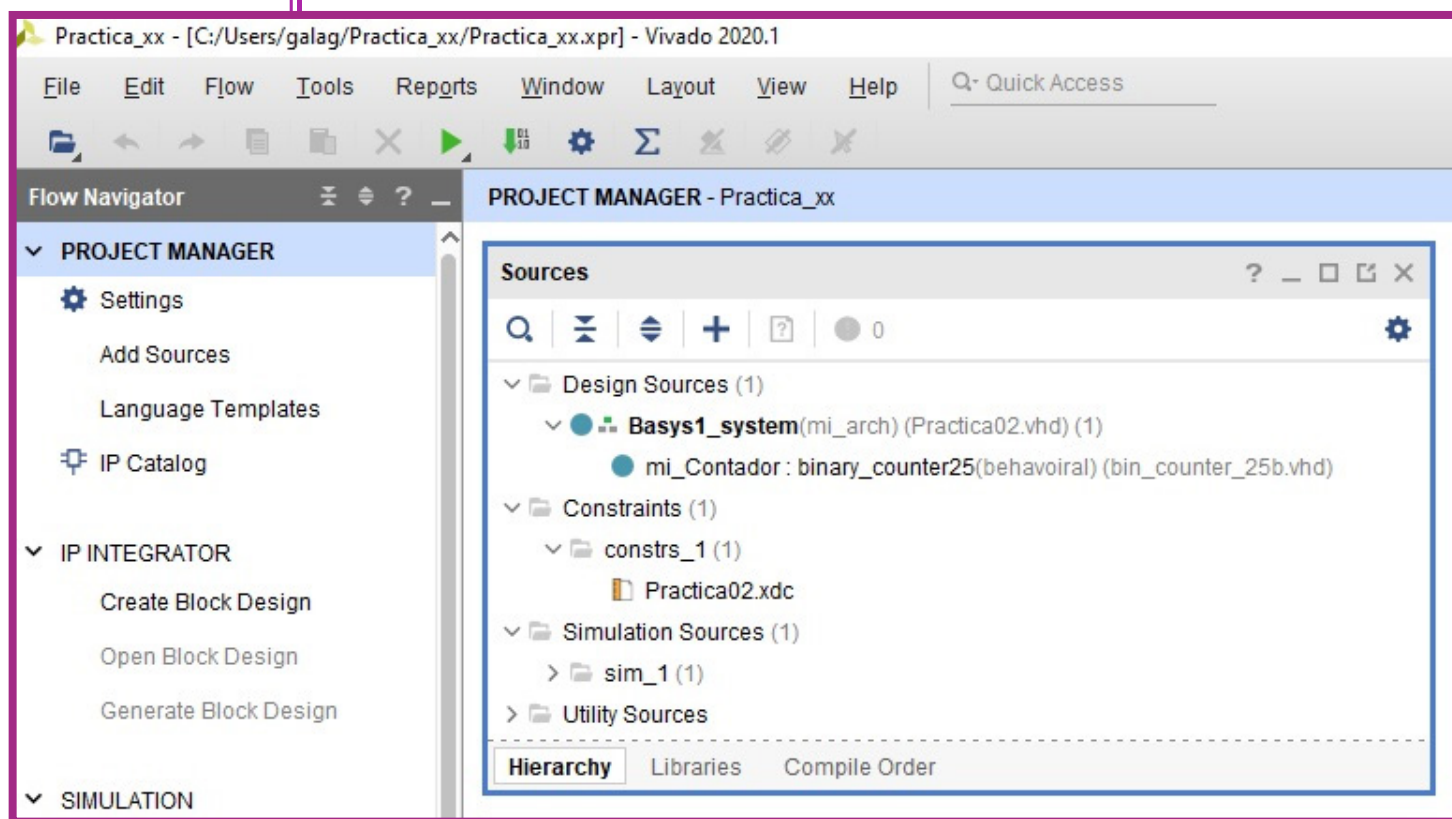 Practica_xx - [C:/Users/galag/Practica_xx/Practica_xx.xpr] - Vivado 2020.1
File Edit Flow Tools Reports Window Layout View Help Q- Quick Access
Flow Navigator
PROJECT MANAGER
Settings
Add Sources
Language Templates
IP Catalog
IP INTEGRATOR
Create Block Design
Open Block Design
Generate Block Design
SIMULATION
PROJECT MANAGER - Practica_xx
Sources
0
Design Sources (1)
Basys1_system(mi_arch) (Practica02.vhd) (1)
mi_Contador : binary_counter25(behavoiral) (bin_counter_25b.vhd)
Constraints (1)
constrs_1 (1)
Practica02.xdc
Simulation Sources (1)
sim_1 (1)
Utility Sources
Hierarchy Libraries Compile Order